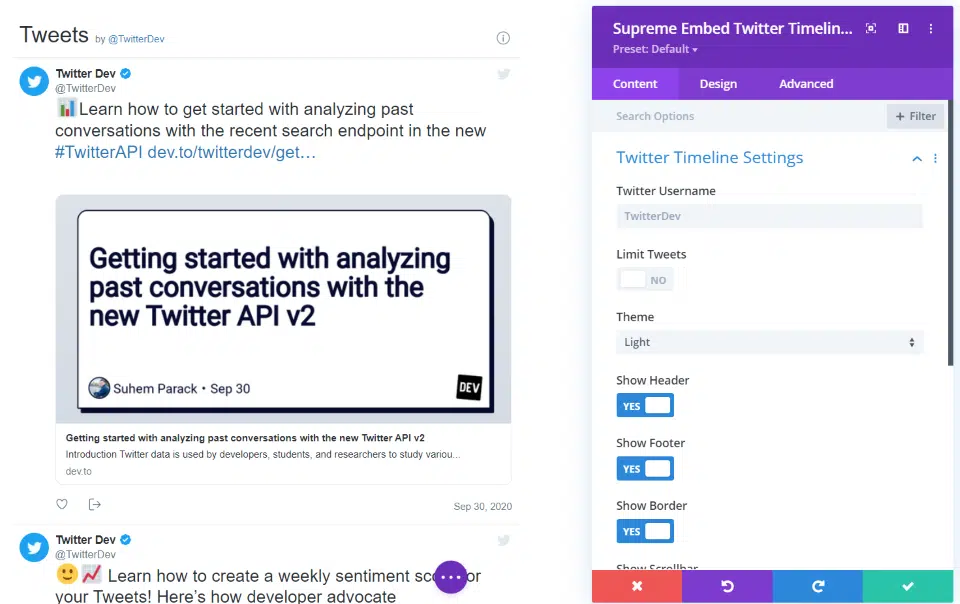 Tweets by @TwitterDev
Twitter Dev
@TwitterDev
Learn how to get started with analyzing past
conversations with the recent search endpoint in the new
#TwitterAPI dev.to/twitterdev/get…
Getting started with analyzing
past conversations with the
new Twitter API v2
Suhem Parack • Sep 30
DEV
Getting started with analyzing past conversations with the new Twitter API v2
Introduction Twitter data is used by developers, students, and researchers to study variou...
dev.to
Sep 30, 2020
Twitter Dev
@TwitterDev
Learn how to create a weekly sentiment sco or
your Tweets! Here's how developer advocate
Supreme Embed Twitter Timelin...
Preset: Default
Content Design Advanced
Search Options + Filter
Twitter Timeline Settings
Twitter Username
TwitterDev
Limit Tweets
NO
Theme
Light
Show Header
YES
Show Footer
YES
Show Border
YES
Show Scrollbar